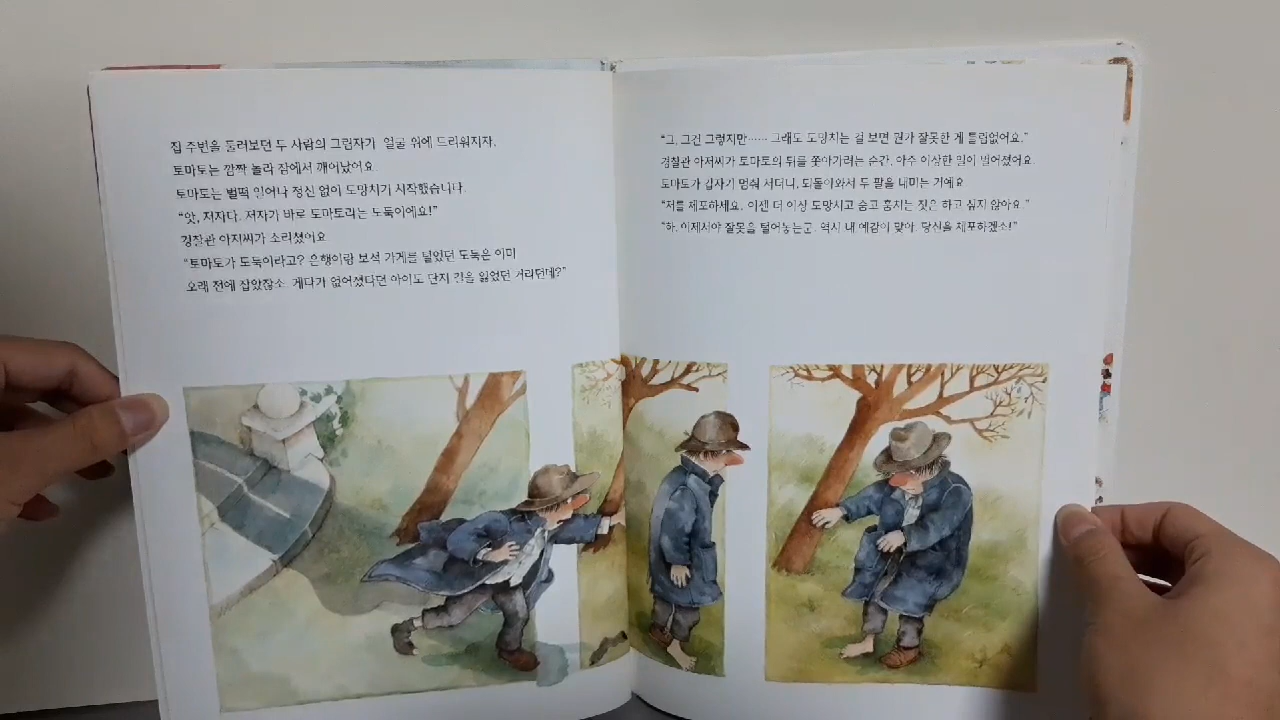 집 주변을 둘러보던 두 사람의 그림자가 얼굴 위에 드리워지자,
토마토는 깜짝 놀라 잠에서 깨어났어요.
토마토는 벌떡 일어나 정신 없이 도망치기 시작했습니다.
“앗, 저자다. 저자가 바로 토마토라는 도둑이에요!”
경찰관 아저씨가 소리쳤어요.
“토마토가 도둑이라고? 은행이랑 보석 가게를 털었던 도둑은 이미
오래 전에 잡았잖소. 게다가 없어졌다던 아이도 단지 길을 잃었던 거라던데?”
“그, 그건 그렇지만…… 그래도 도망치는 걸 보면 뭔가 잘못한 게 틀림없어요.”
경찰관 아저씨가 토마토의 뒤를 쫓아가려는 순간, 아주 이상한 일이 벌어졌어요.
토마토가 갑자기 멈춰 서더니, 되돌아와서 두 팔을 내미는 거예요.
“저를 체포하세요. 이젠 더 이상 도망치고 숨고 훔치는 짓은 하고 싶지 않아요.”
“하, 이제서야 잘못을 털어놓는군. 역시 내 예감이 맞아. 당신을 체포하겠소!”